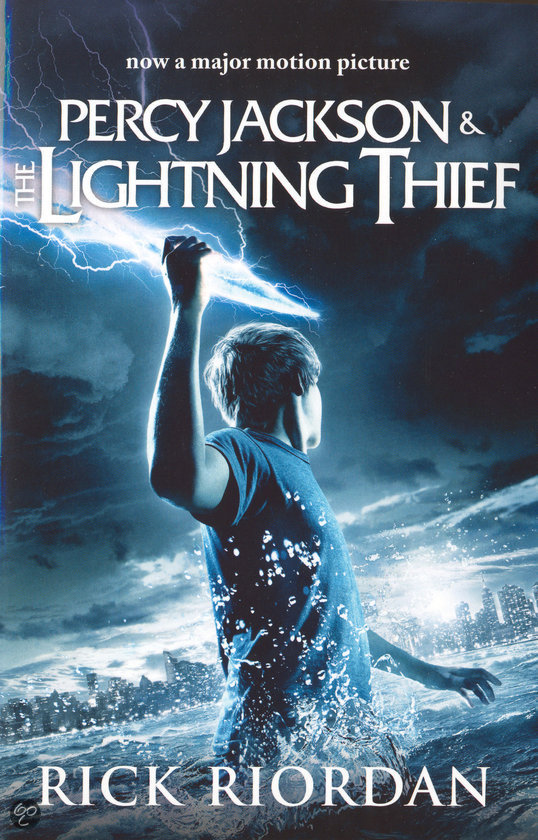 now a major motion picture
PERCY JACKSON &
THE LIGHTNING THIEF
RICK RIORDAN